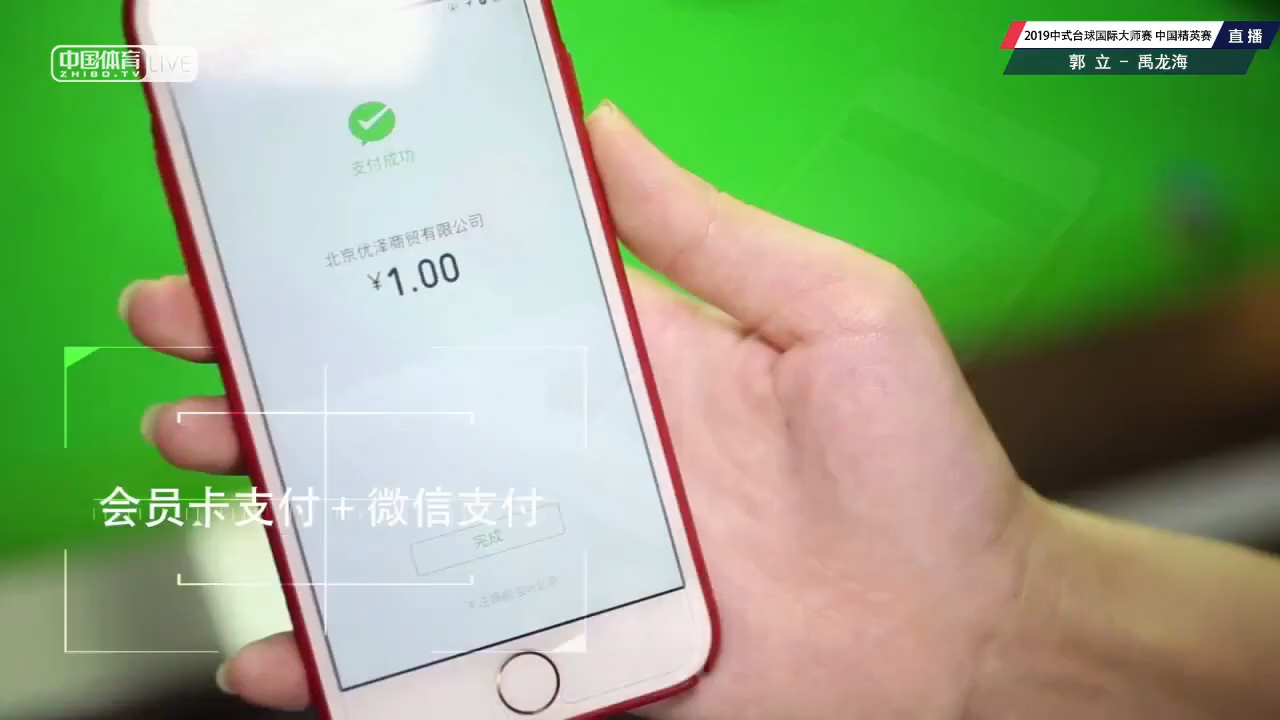 中国体育
ZHIBO.TV
LIVE
2019中式台球国际大师赛 中国精英赛
直播
郭 立 - 禹龙海
支付成功
北京优泽商贸有限公司
¥1.00
会员卡支付+微信支付
完成